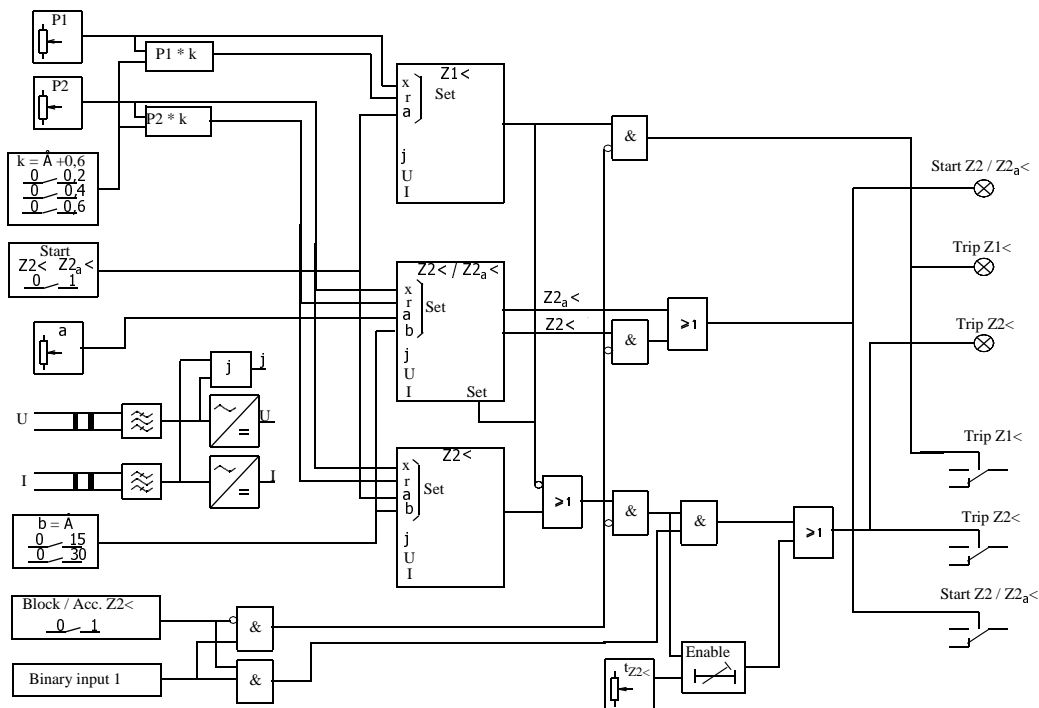 P1
P1 * k
P2
P2 * k
k = Å +0,6
0 0,2
0 0,4
0 0,6
Start
Z2< Z2a<
0 1
a
j
j
U
U
=
I
I
=
b = Å
0 15
0 30
Block / Acc. Z2<
0 1
Binary input 1
&
&
Z1<
Set
x
r
a
j
U
I
Z2< / Z2a<
Set
x
r
a
b
j
U
I
Set
Z2<
Set
x
r
a
b
j
U
I
&
Z2a<
Z2<
&
≥1
≥1
&
&
≥1
Enable
tZ2<
Start Z2 / Z2a<
Trip Z1<
Trip Z2<
Trip Z1<
Trip Z2<
Start Z2 / Z2a<